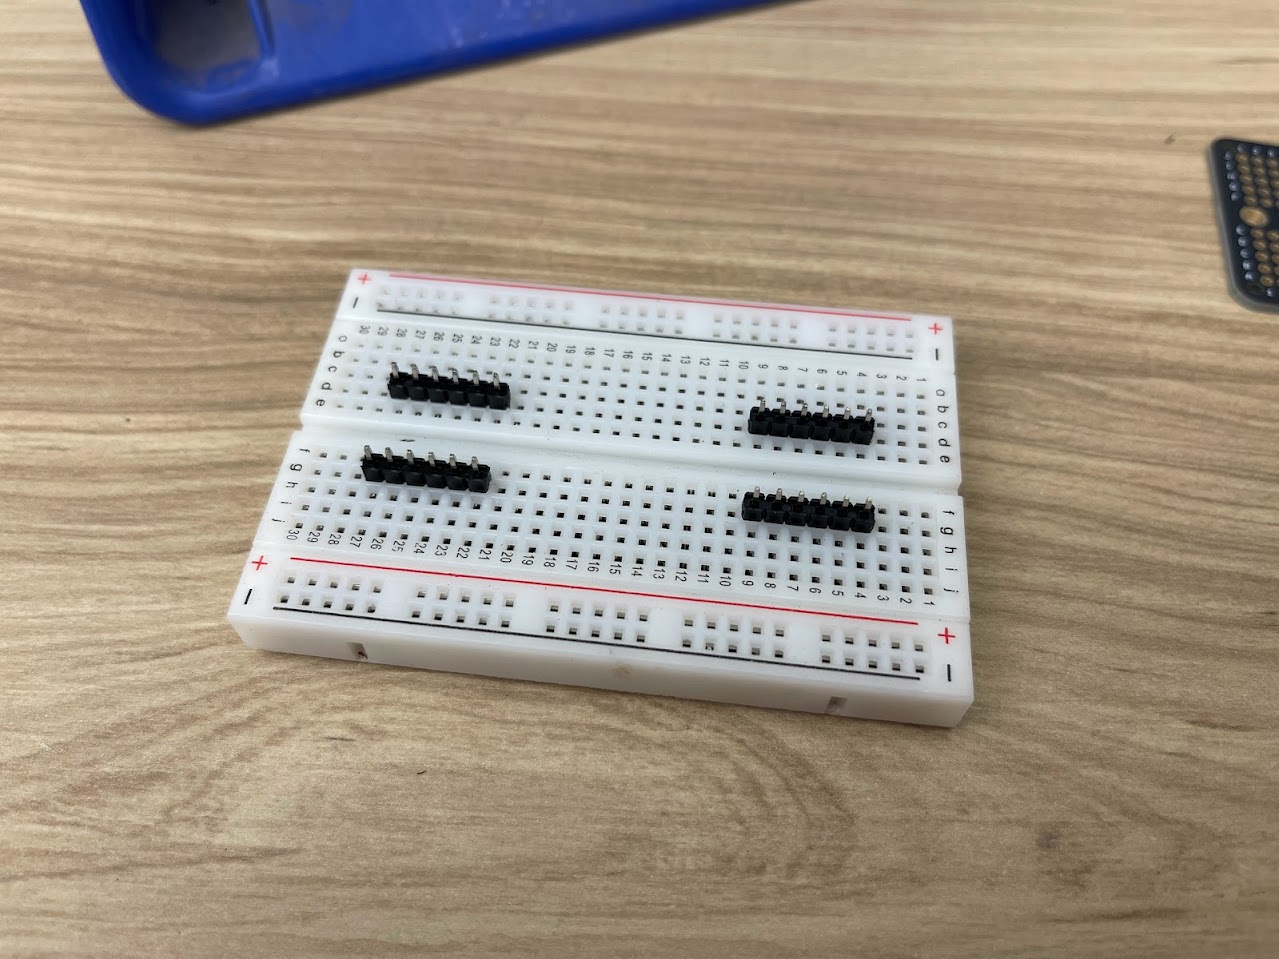 + +
− −
30 29 28 27 26 25 24 23 22 21 20 19 18 17 16 15 14 13 12 11 10 9 8 7 6 5 4 3 2 1
a a
b b
c c
d d
e e
f f
g g
h h
i i
j j
30 29 28 27 26 25 24 23 22 21 20 19 18 17 16 15 14 13 12 11 10 9 8 7 6 5 4 3 2 1
+ +
− −